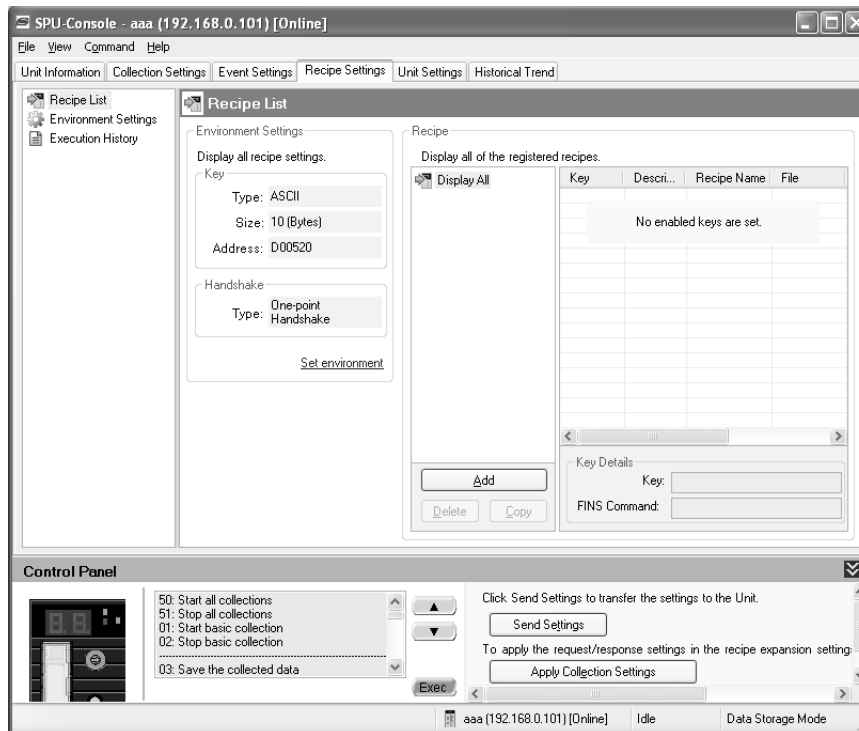 SPU-Console - aaa (192.168.0.101) [Online]
File View Command Help
Unit Information Collection Settings Event Settings Recipe Settings Unit Settings Historical Trend
Recipe List
Environment Settings
Execution History
Recipe List
Environment Settings
Display all recipe settings.
Key
Type: ASCII
Size: 10 (Bytes)
Address: D00520
Handshake
Type: One-point
Handshake
Set environment
Recipe
Display all of the registered recipes.
Display All
Add
Delete Copy
Key Descri... Recipe Name File
No enabled keys are set.
Key Details
Key:
FINS Command:
Control Panel
8.8.
50: Start all collections
51: Stop all collections
01: Start basic collection
02: Stop basic collection
03: Save the collected data
Exec
Click Send Settings to transfer the settings to the Unit.
Send Settings
To apply the request/response settings in the recipe expansion setting
Apply Collection Settings
aaa (192.168.0.101) [Online] Idle Data Storage Mode